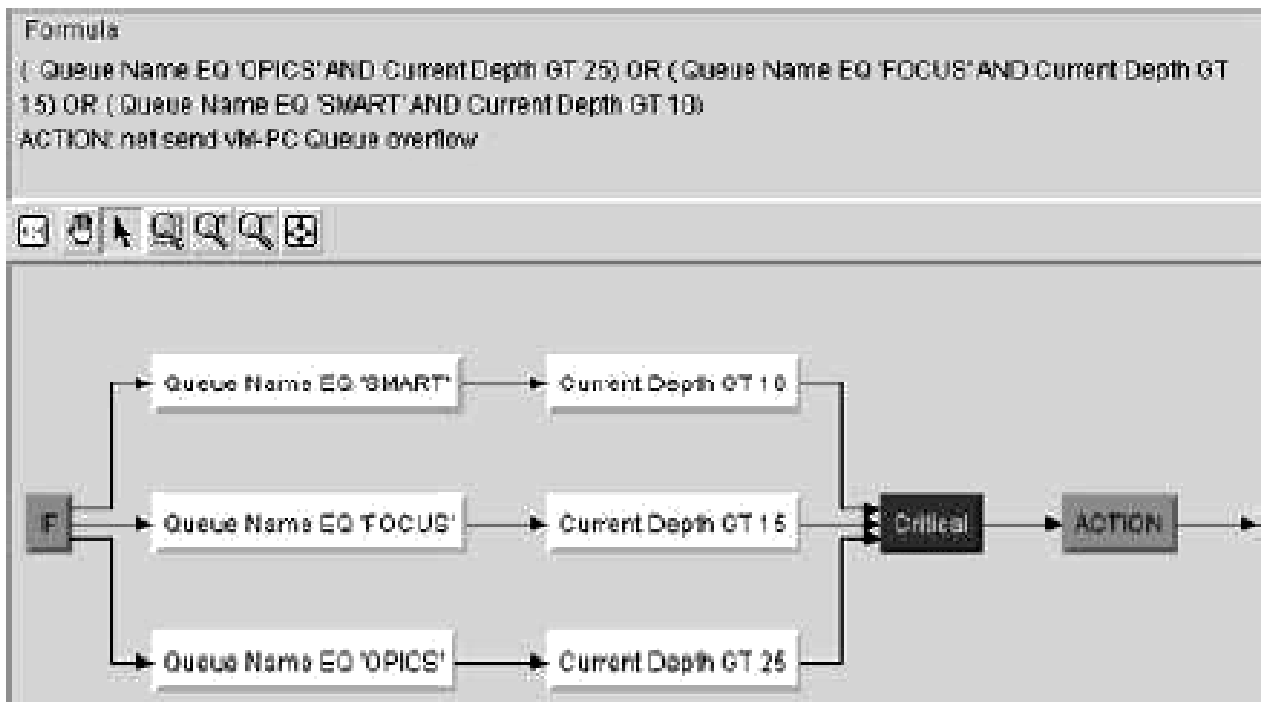 Formula
( Queue Name EQ 'OPICS' AND Current Depth GT 25) OR ( Queue Name EQ 'FOCUS' AND Current Depth GT
15) OR ( Queue Name EQ 'SMART' AND Current Depth GT 10)
ACTION: net send VM-PC Queue overflow
Queue Name EQ 'SMART'
Current Depth GT 10
IF
Queue Name EQ 'FOCUS'
Current Depth GT 15
Critical
ACTION
Queue Name EQ 'OPICS'
Current Depth GT 25